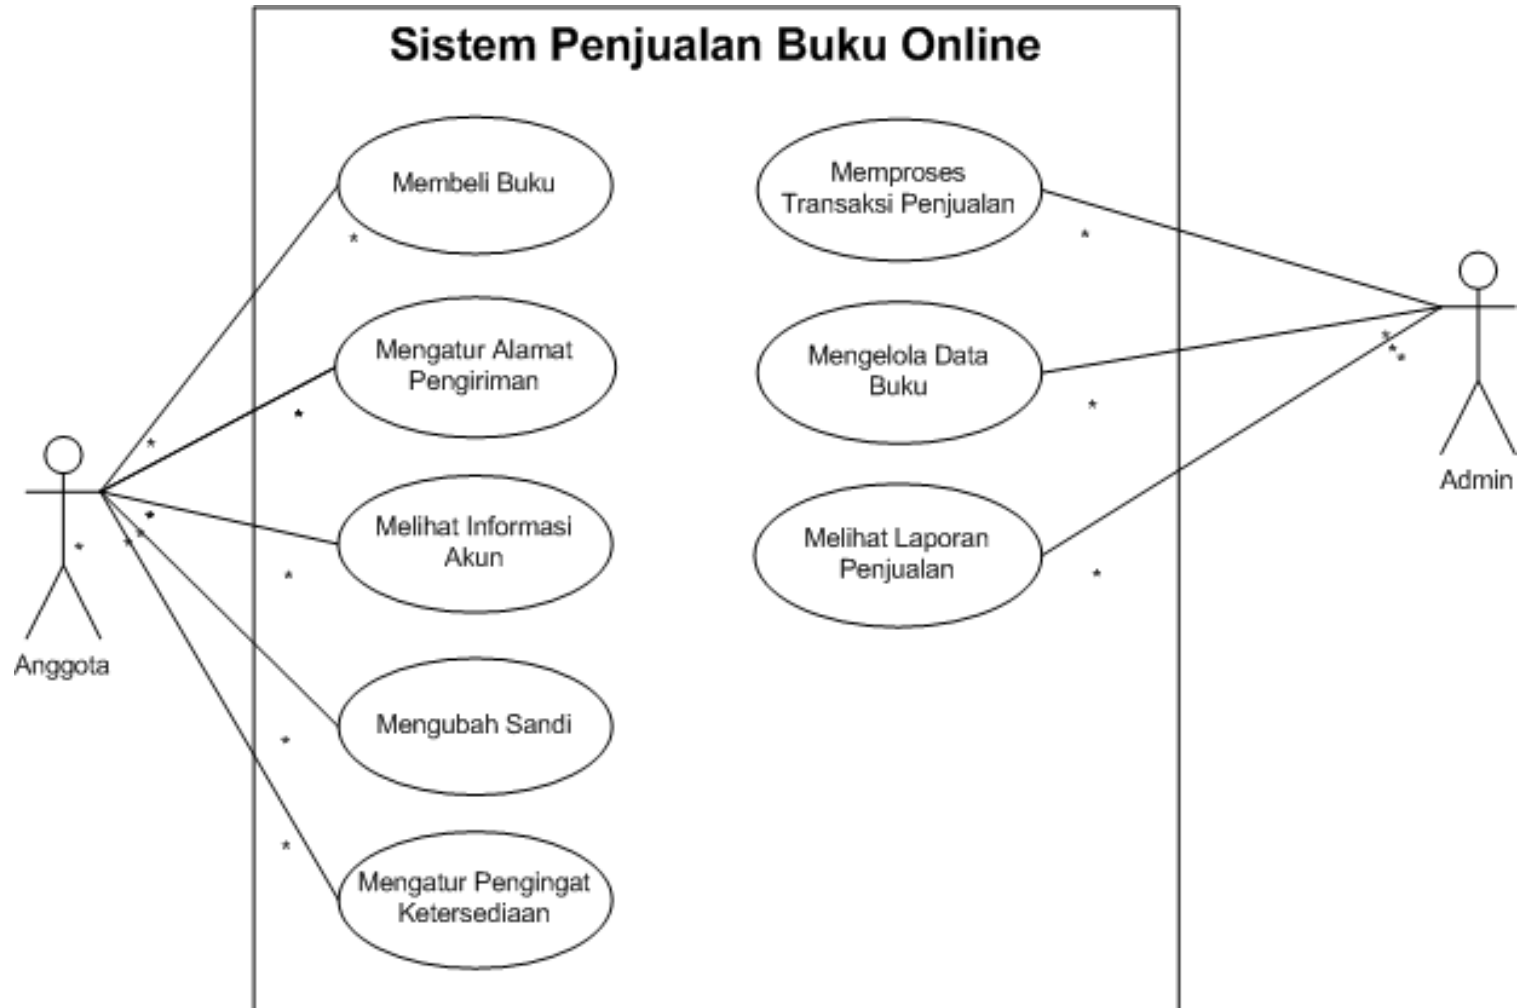 Sistem Penjualan Buku Online
Membeli Buku
Mengatur Alamat
Pengiriman
Melihat Informasi
Akun
Mengubah Sandi
Mengatur Pengingat
Ketersediaan
Memproses
Transaksi Penjualan
Mengelola Data
Buku
Melihat Laporan
Penjualan
Anggota
Admin